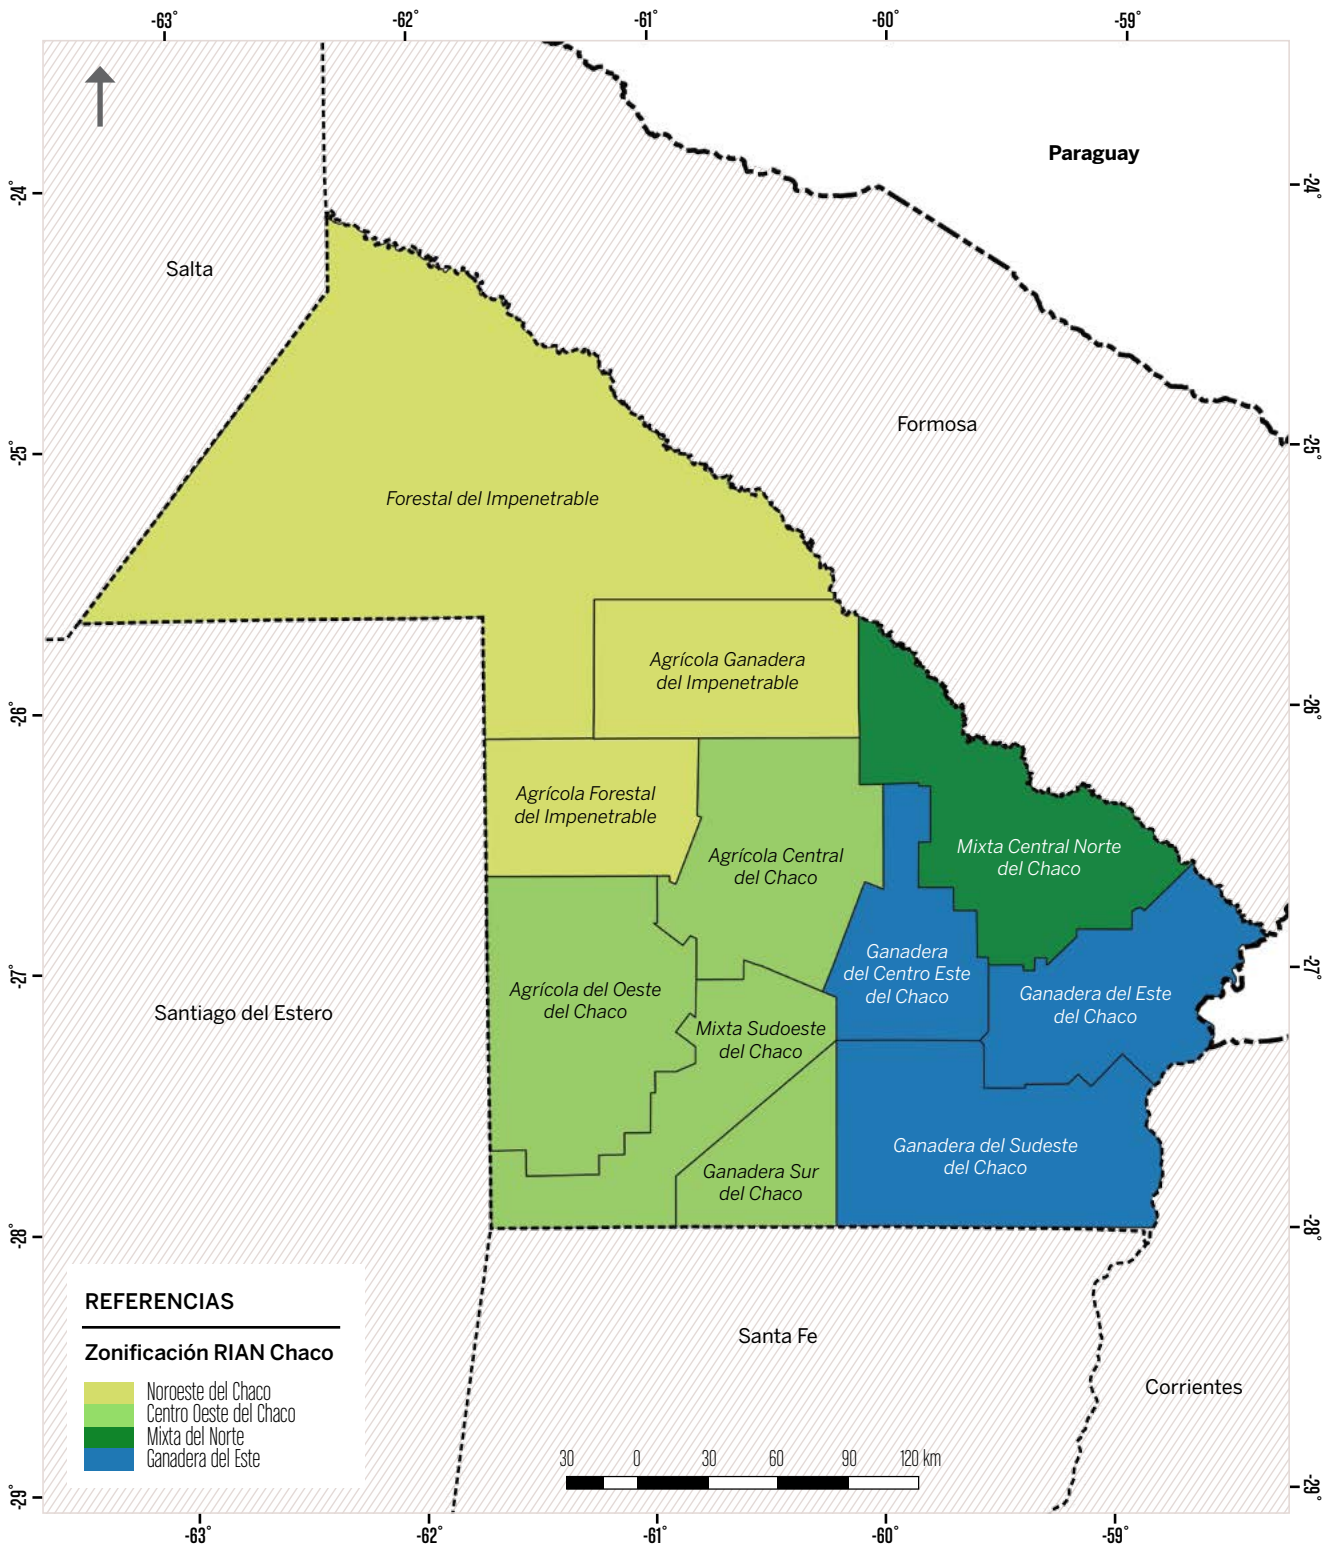 -63°
-62°
-61°
-60°
-59°
Paraguay
-24°
-24°
Salta
Formosa
-25°
-25°
Forestal del Impenetrable
Agrícola Ganadera
del Impenetrable
-26°
-26°
Agrícola Forestal
del Impenetrable
Agrícola Central
del Chaco
Mixta Central Norte
del Chaco
Ganadera
del Centro Este
del Chaco
-27°
-27°
Agrícola del Oeste
del Chaco
Ganadera del Este
del Chaco
Santiago del Estero
Mixta Sudoeste
del Chaco
Ganadera del Sudeste
del Chaco
Ganadera Sur
del Chaco
-28°
-28°
REFERENCIAS
Zonificación RIAN Chaco
Noroeste del Chaco
Centro Oeste del Chaco
Mixta del Norte
Ganadera del Este
Santa Fe
Corrientes
30 0 30 60 90 120 km
-29°
-29°
-63°
-62°
-61°
-60°
-59°